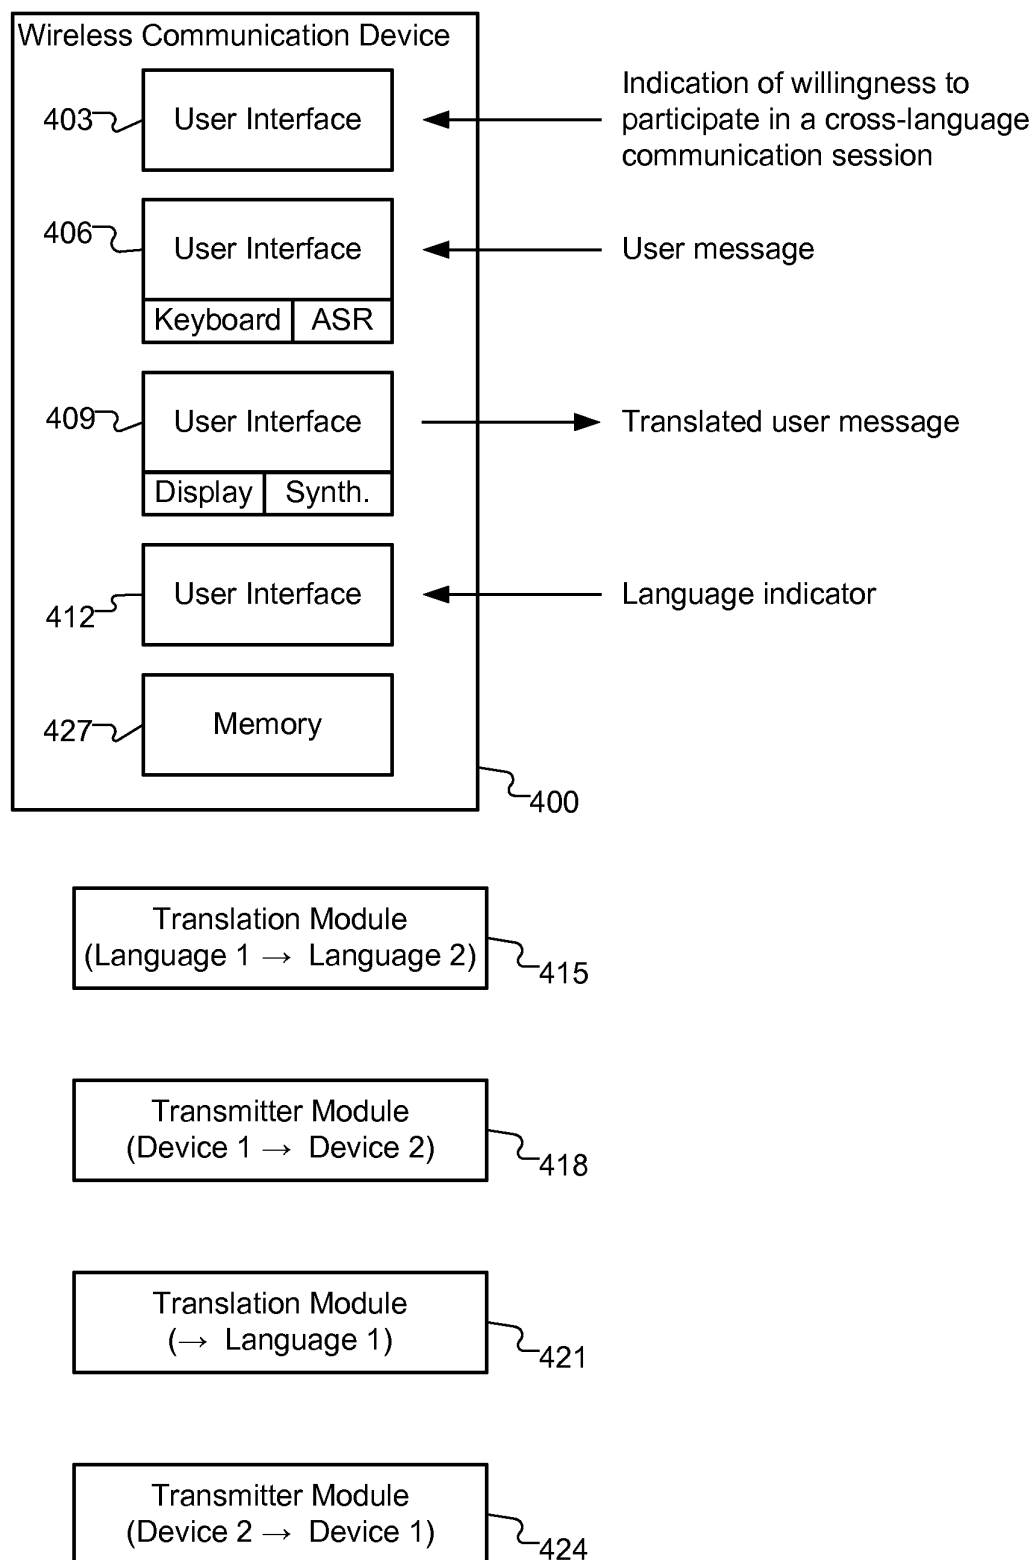 Wireless Communication Device
403
User Interface
Indication of willingness to
participate in a cross-language
communication session
406
User Interface
User message
Keyboard
ASR
409
User Interface
Translated user message
Display
Synth.
412
User Interface
Language indicator
427
Memory
400
Translation Module
(Language 1 → Language 2)
415
Transmitter Module
(Device 1 → Device 2)
418
Translation Module
(→ Language 1)
421
Transmitter Module
(Device 2 → Device 1)
424